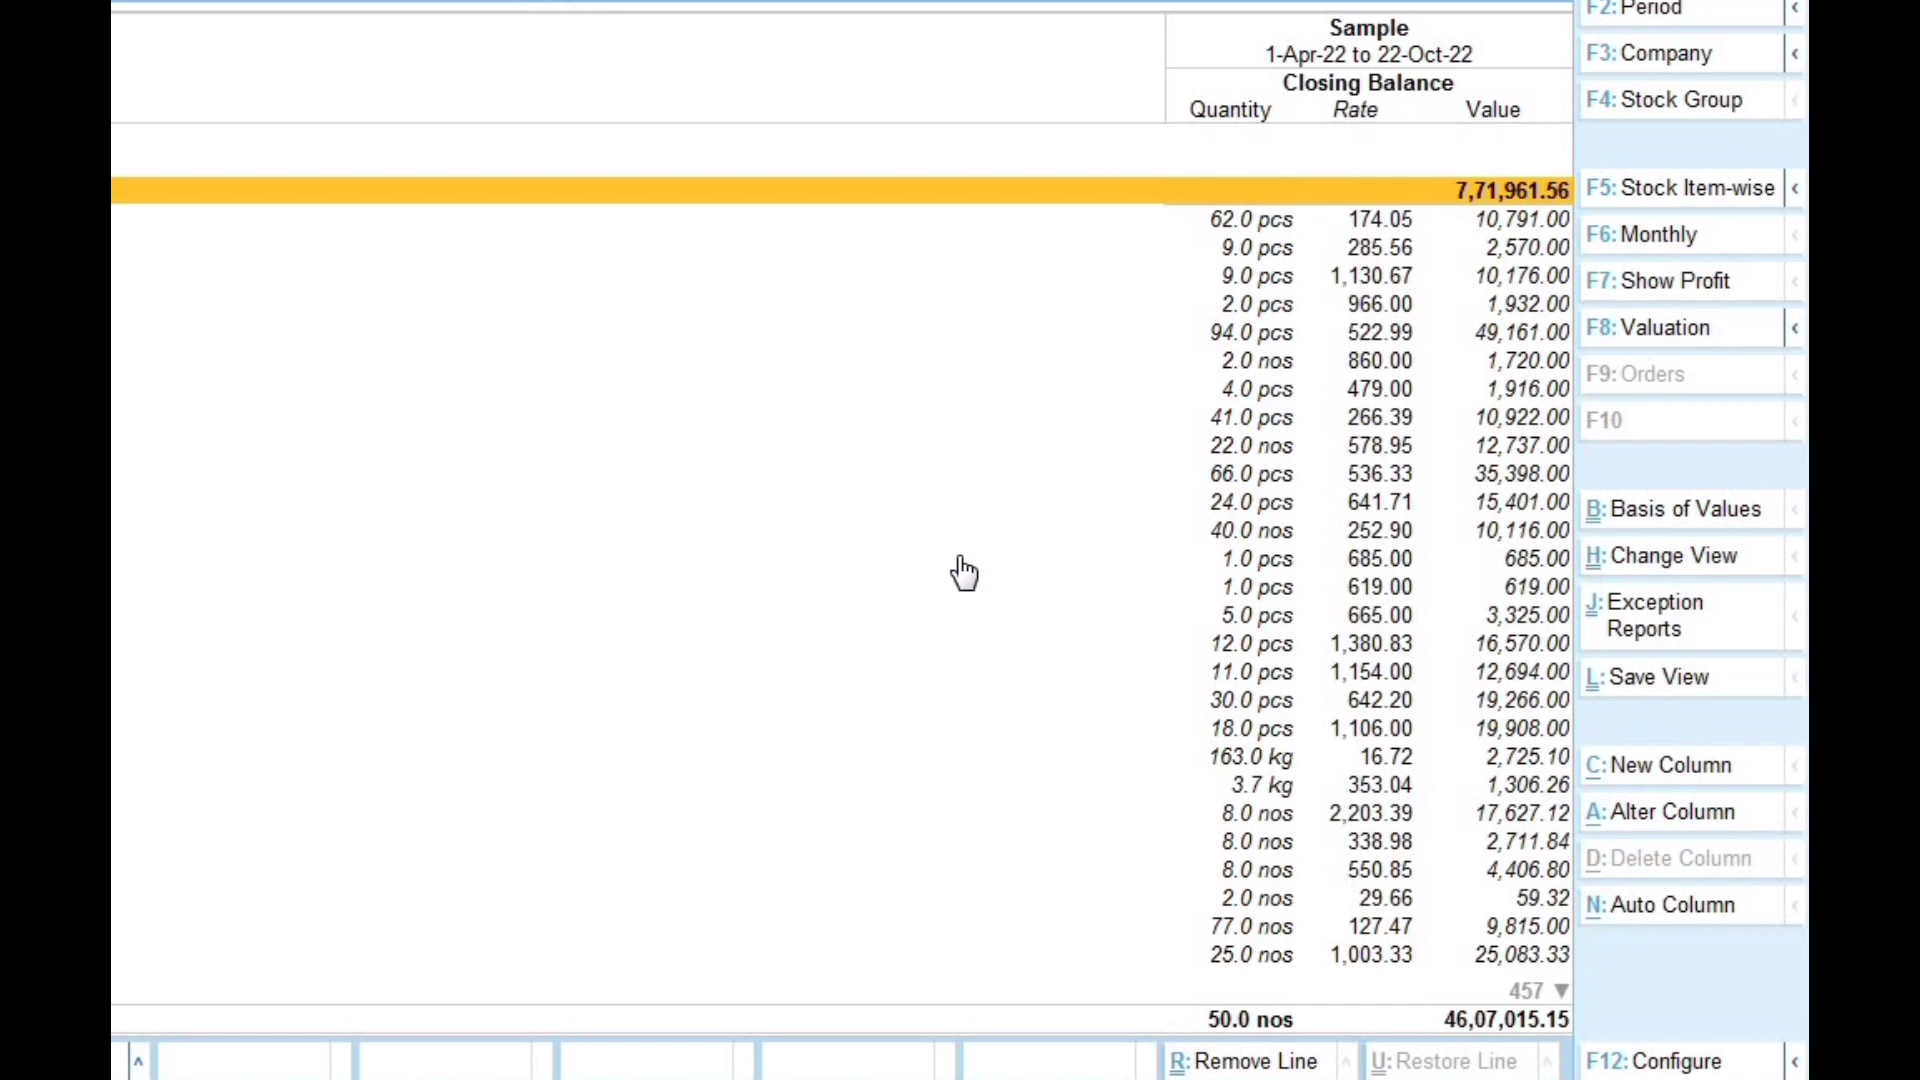 Sample
1-Apr-22 to 22-Oct-22
Closing Balance
Quantity Rate Value
7,71,961.56
62.0 pcs 174.05 10,791.00
9.0 pcs 285.56 2,570.00
9.0 pcs 1,130.67 10,176.00
2.0 pcs 966.00 1,932.00
94.0 pcs 522.99 49,161.00
2.0 nos 860.00 1,720.00
4.0 pcs 479.00 1,916.00
41.0 pcs 266.39 10,922.00
22.0 nos 578.95 12,737.00
66.0 pcs 536.33 35,398.00
24.0 pcs 641.71 15,401.00
40.0 nos 252.90 10,116.00
1.0 pcs 685.00 685.00
1.0 pcs 619.00 619.00
5.0 pcs 665.00 3,325.00
12.0 pcs 1,380.83 16,570.00
11.0 pcs 1,154.00 12,694.00
30.0 pcs 642.20 19,266.00
18.0 pcs 1,106.00 19,908.00
163.0 kg 16.72 2,725.10
3.7 kg 353.04 1,306.26
8.0 nos 2,203.39 17,627.12
8.0 nos 338.98 2,711.84
8.0 nos 550.85 4,406.80
2.0 nos 29.66 59.32
77.0 nos 127.47 9,815.00
25.0 nos 1,003.33 25,083.33
457 ▼
50.0 nos 46,07,015.15
R: Remove Line
U: Restore Line
F2: Period
F3: Company
F4: Stock Group
F5: Stock Item-wise
F6: Monthly
F7: Show Profit
F8: Valuation
F9: Orders
F10
B: Basis of Values
H: Change View
J: Exception
Reports
L: Save View
C: New Column
A: Alter Column
D: Delete Column
N: Auto Column
F12: Configure